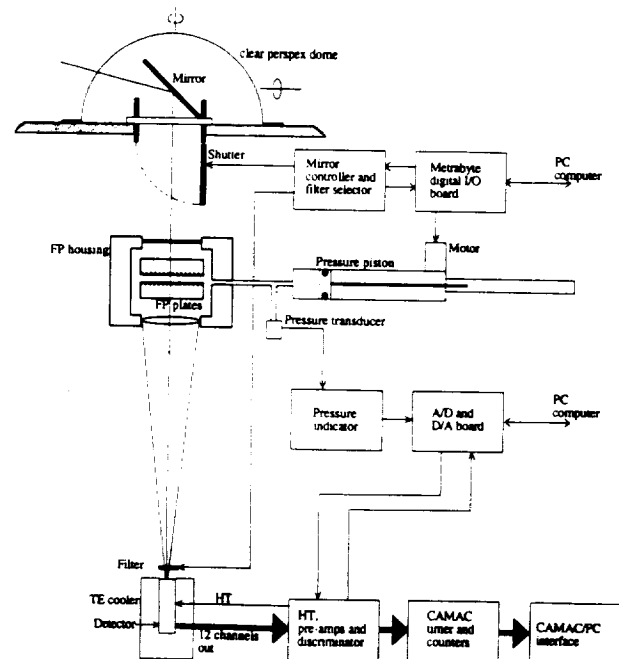 clear perspex dome
Mirror
Shutter
Mirror
controller and
filter selector
Metrabyte
digital I/O
board
PC
computer
FP housing
Pressure piston
Motor
FP plates
Pressure transducer
Pressure
indicator
A/D and
D/A board
PC
computer
Filter
TE cooler
HT
Detector
12 channels
out
HT,
pre-amps and
discriminator
CAMAC
timer and
counters
CAMAC/PC
interface